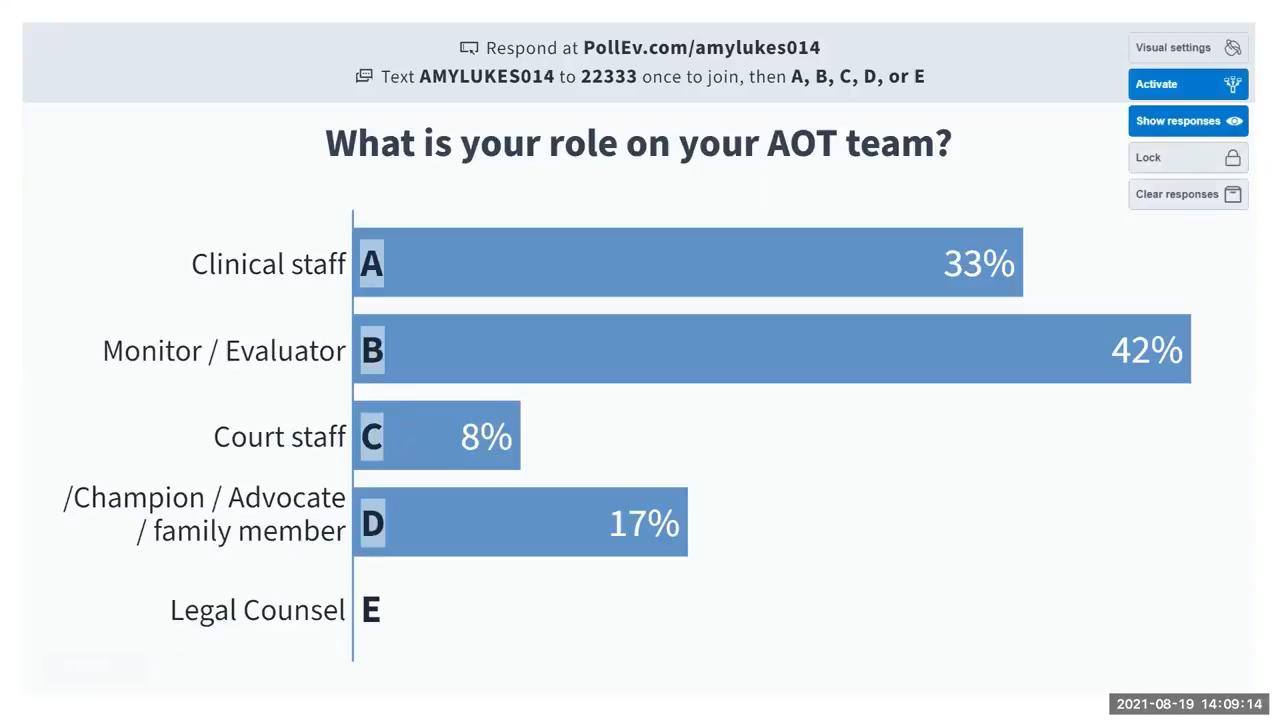 Respond at PollEv.com/amylukes014
Text AMYLUKES014 to 22333 once to join, then A, B, C, D, or E
Visual settings
Activate
Show responses
Lock
Clear responses
What is your role on your AOT team?
Clinical staff A 33%
Monitor / Evaluator B 42%
Court staff C 8%
/Champion / Advocate
/ family member D 17%
Legal Counsel E
2021-08-19 14:09:14